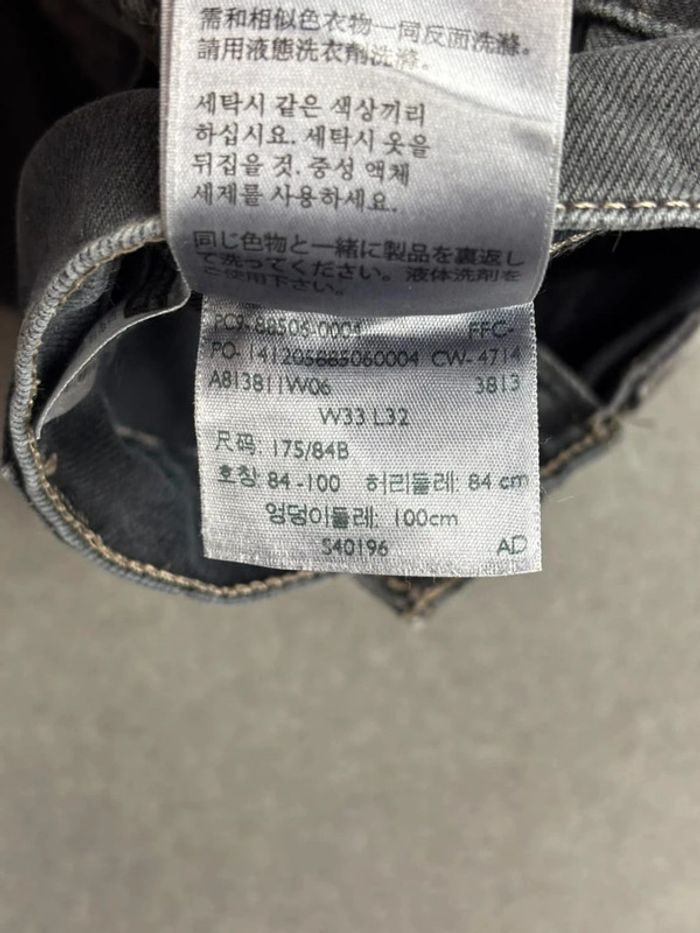 需和相似色衣物一同反面洗滌。
請用液態洗衣劑洗滌。
세탁시 같은 색상끼리
하십시요. 세탁시 옷을
뒤집을 것. 중성 액체
세제를 사용하세요.
同じ色物と一緒に製品を裏返し
て洗ってください。液体洗剤を
ご使用下さい。
PC9-88506-0004 FFC-
PO-141205885060004 CW-4714
A813811W06 3813
W33 L32
尺码: 175/84B
호칭: 84-100 허리둘레: 84 cm
엉덩이둘레: 100cm
S40196 AD